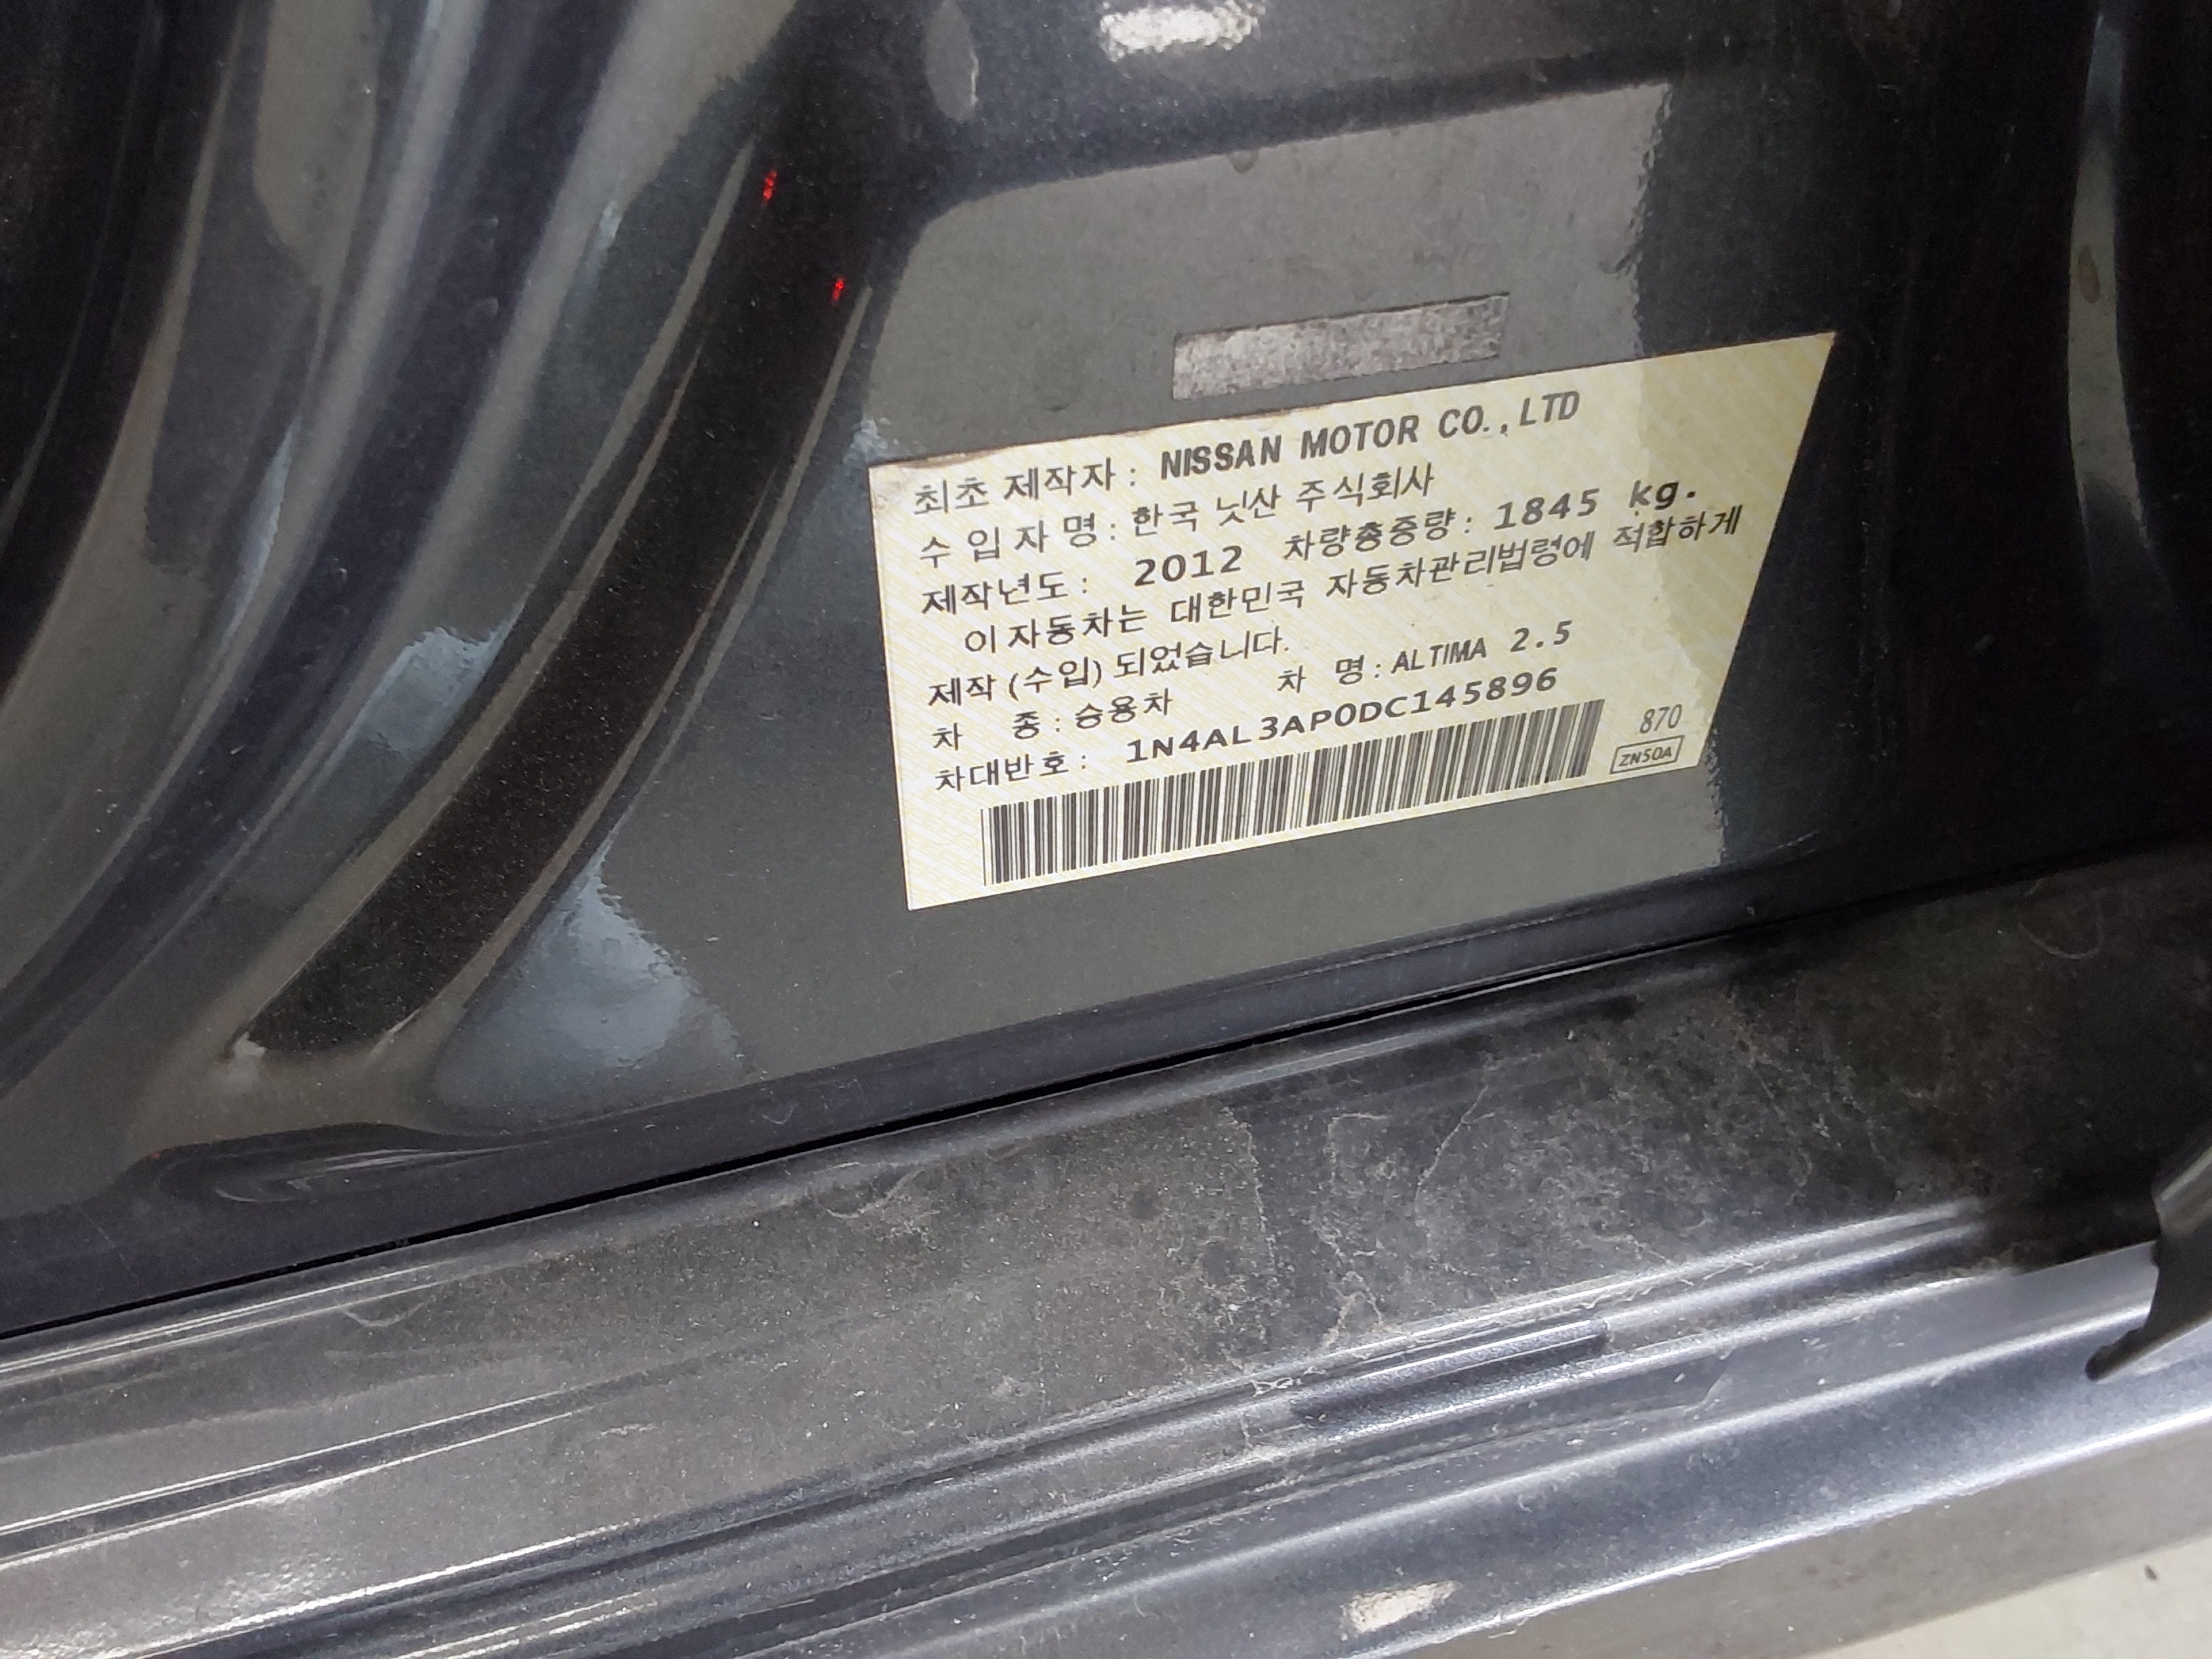 최초 제작자 : NISSAN MOTOR CO., LTD
수 입 자 명 : 한국 닛산 주식회사
제작년도 : 2012 차량총중량 : 1845 kg.
이 자동차는 대한민국 자동차관리법령에 적합하게
제작 (수입) 되었습니다.
차 종 : 승용차 차 명 : ALTIMA 2.5
차대번호 : 1N4AL3AP0DC145896
870
ZN50A